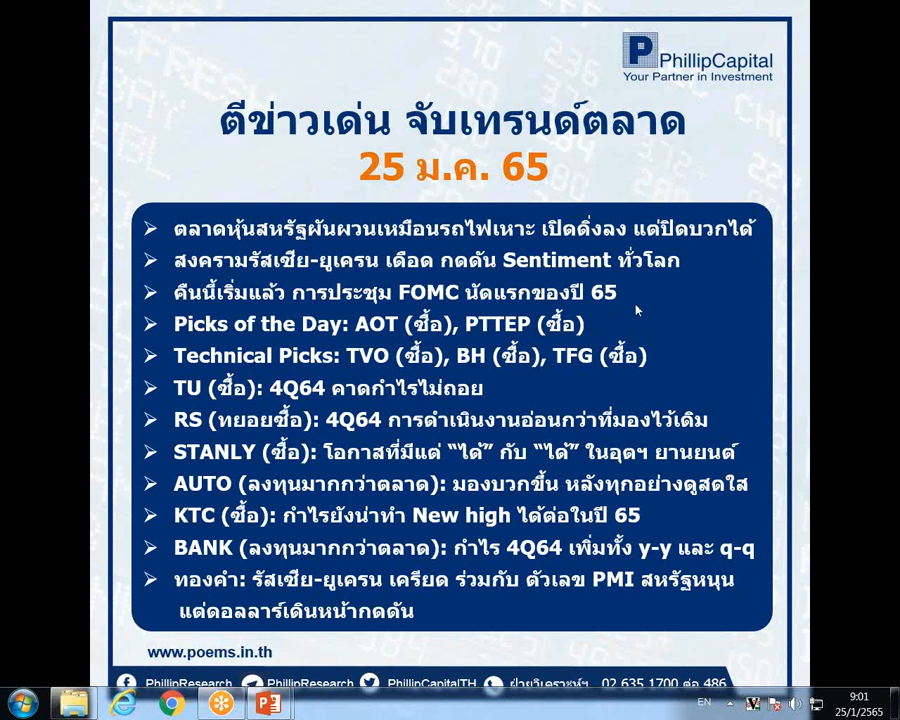 PhillipCapital
Your Partner in Investment
ตีข่าวเด่น จับเทรนด์ตลาด
25 ม.ค. 65
ตลาดหุ้นสหรัฐผันผวนเหมือนรถไฟเหาะ เปิดดิ่งลง แต่ปิดบวกได้
สงครามรัสเซีย-ยูเครน เดือด กดดัน Sentiment ทั่วโลก
คืนนี้เริ่มแล้ว การประชุม FOMC นัดแรกของปี 65
Picks of the Day: AOT (ซื้อ), PTTEP (ซื้อ)
Technical Picks: TVO (ซื้อ), BH (ซื้อ), TFG (ซื้อ)
TU (ซื้อ): 4Q64 คาดกำไรไม่ถอย
RS (ทยอยซื้อ): 4Q64 การดำเนินงานอ่อนกว่าที่มองไว้เดิม
STANLY (ซื้อ): โอกาสที่มีแต่ “ได้” กับ “ได้” ในอุตฯ ยานยนต์
AUTO (ลงทุนมากกว่าตลาด): มองบวกขึ้น หลังทุกอย่างดูสดใส
KTC (ซื้อ): กำไรยังน่าทำ New high ได้ต่อในปี 65
BANK (ลงทุนมากกว่าตลาด): กำไร 4Q64 เพิ่มทั้ง y-y และ q-q
ทองคำ: รัสเซีย-ยูเครน เครียด ร่วมกับ ตัวเลข PMI สหรัฐหนุน
แต่ดอลลาร์เดินหน้ากดดัน
www.poems.in.th
PhillipResearch PhillipResearch PhillipCapitalTH ฝ่ายวิเคราะห์ฯ 02 635 1700 ต่อ 486
EN 9:01
25/1/2565